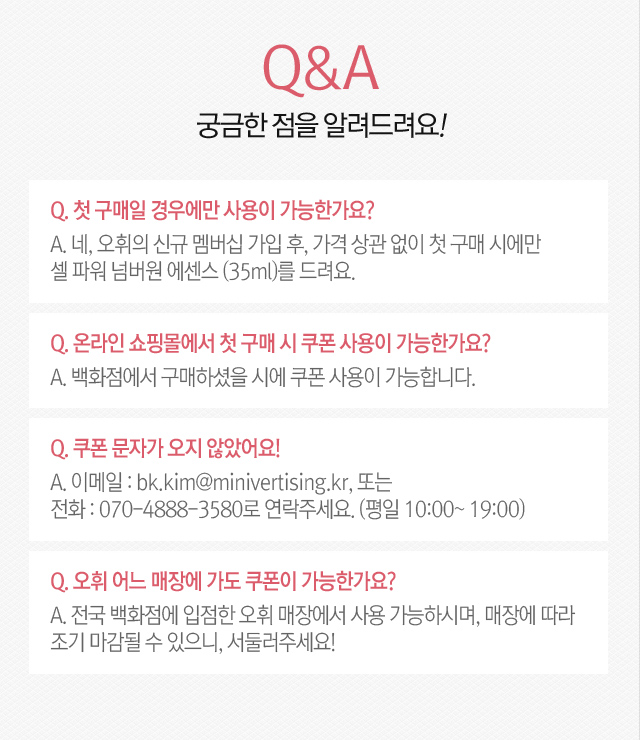 Q&A
궁금한 점을 알려드려요!
Q. 첫 구매일 경우에만 사용이 가능한가요?
A. 네, 오휘의 신규 멤버십 가입 후, 가격 상관 없이 첫 구매 시에만
셀 파워 넘버원 에센스 (35ml)를 드려요.
Q. 온라인 쇼핑몰에서 첫 구매 시 쿠폰 사용이 가능한가요?
A. 백화점에서 구매하셨을 시에 쿠폰 사용이 가능합니다.
Q. 쿠폰 문자가 오지 않았어요!
A. 이메일 : bk.kim@minivertising.kr, 또는
전화 : 070-4888-3580로 연락주세요. (평일 10:00~ 19:00)
Q. 오휘 어느 매장에 가도 쿠폰이 가능한가요?
A. 전국 백화점에 입점한 오휘 매장에서 사용 가능하시며, 매장에 따라
조기 마감될 수 있으니, 서둘러주세요!